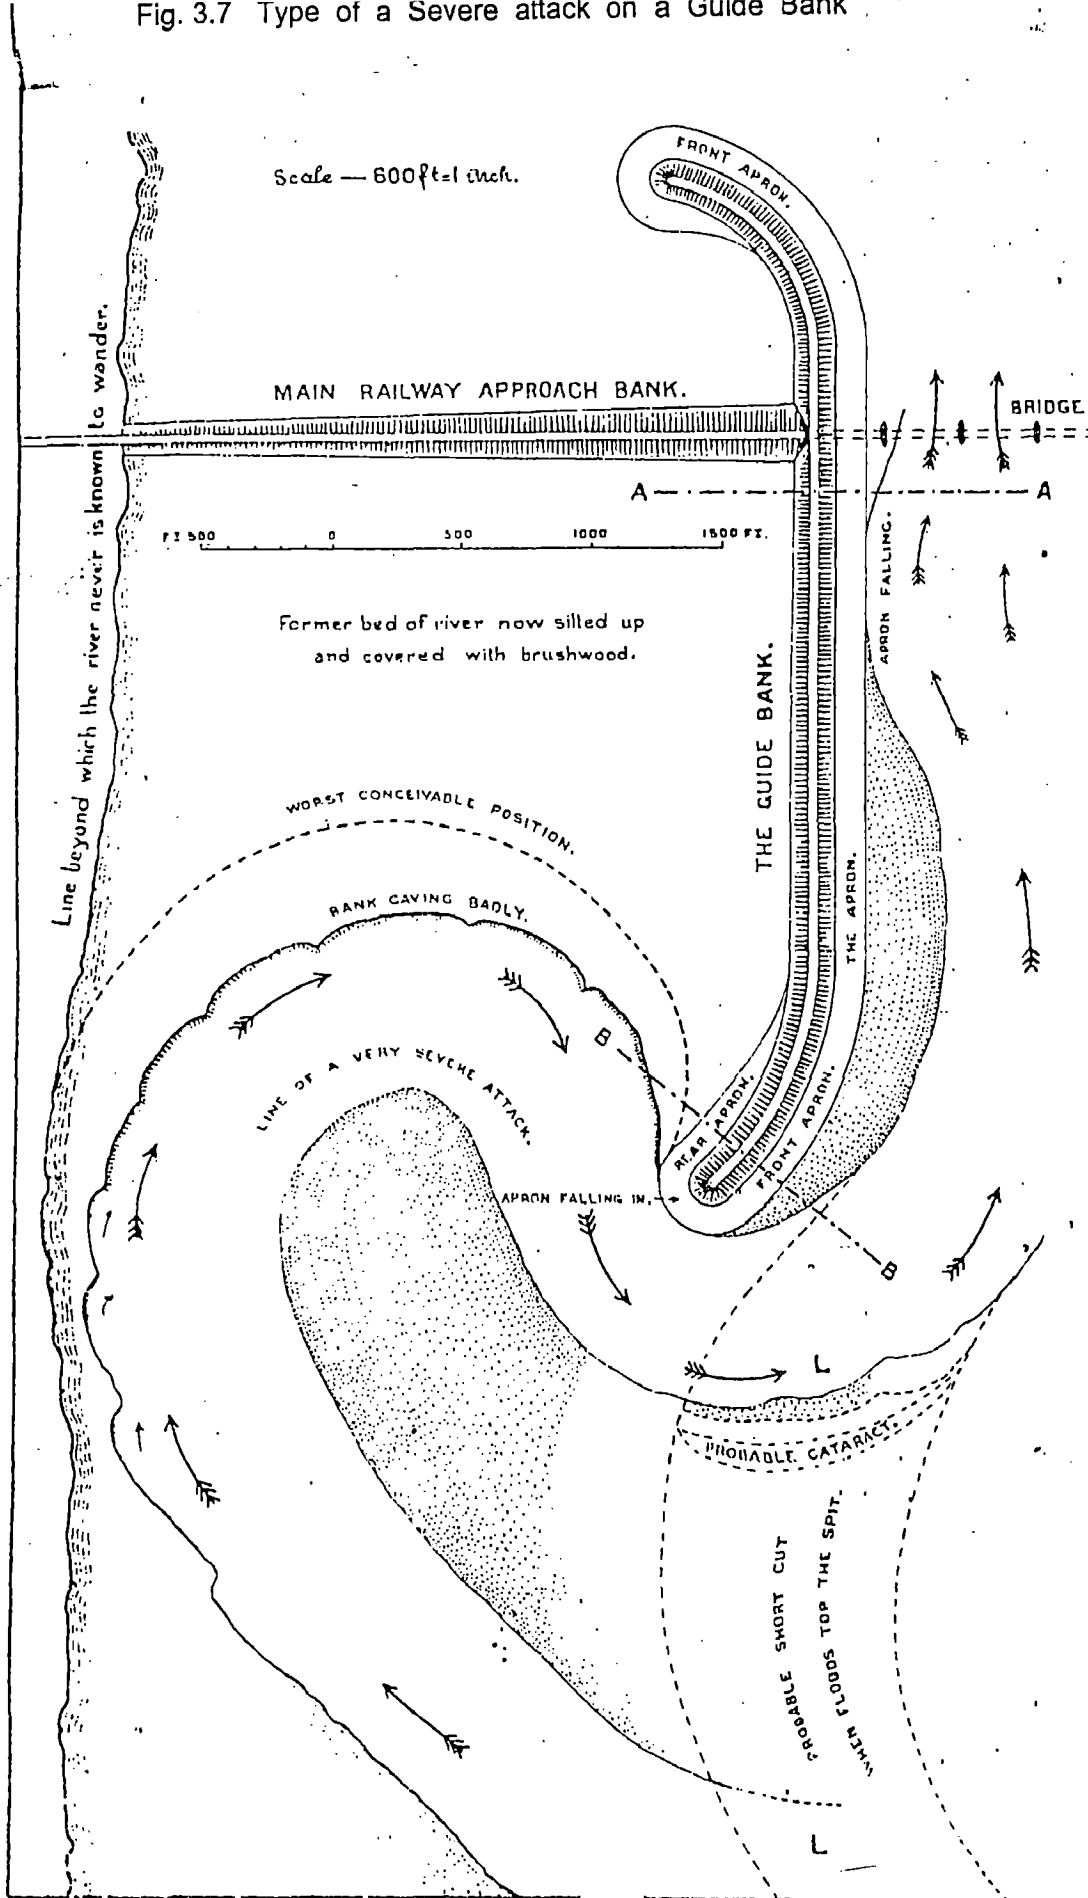 Fig. 3.7 Type of a Severe attack on a Guide Bank
FRONT APRON.
Scale — 600ft=1 inch.
Line beyond which the river never is known to wander.
MAIN RAILWAY APPROACH BANK.
BRIDGE
A
A
FT 500 0 500 1000 1500 FT.
APRON FALLING.
Former bed of river now silled up
and covered with brushwood.
THE GUIDE BANK.
WORST CONCEIVABLE POSITION.
THE APRON.
BANK CAVING BADLY.
B
LINE OF A VERY SEVERE ATTACK.
REAR APRON.
FRONT APRON.
APRON FALLING IN.
B
L
PROBABLE CATARACT.
PROBABLE SHORT CUT
WHEN FLOODS TOP THE SPIT.
L